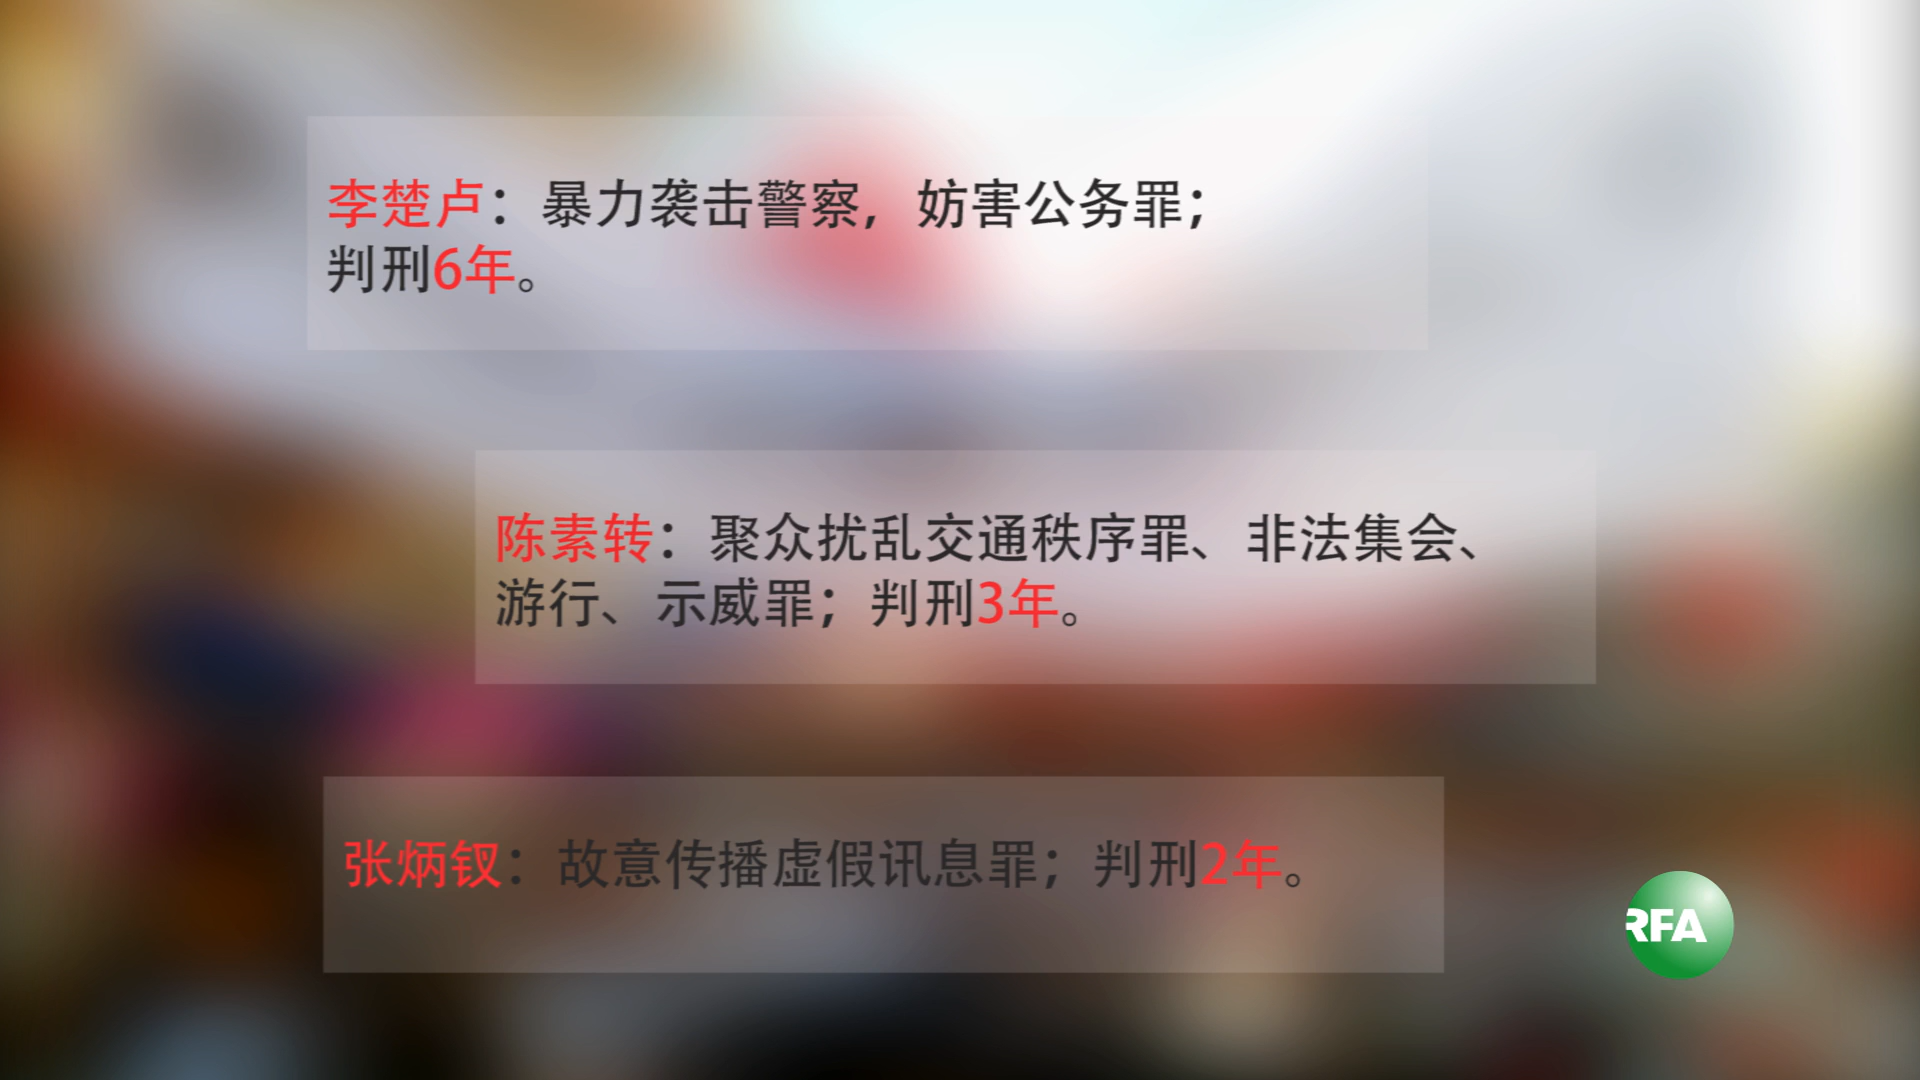 李楚卢：暴力袭击警察，妨害公务罪；
判刑6年。
陈素转：聚众扰乱交通秩序罪、非法集会、
游行、示威罪；判刑3年。
张炳钗：故意传播虚假讯息罪；判刑2年。
RFA